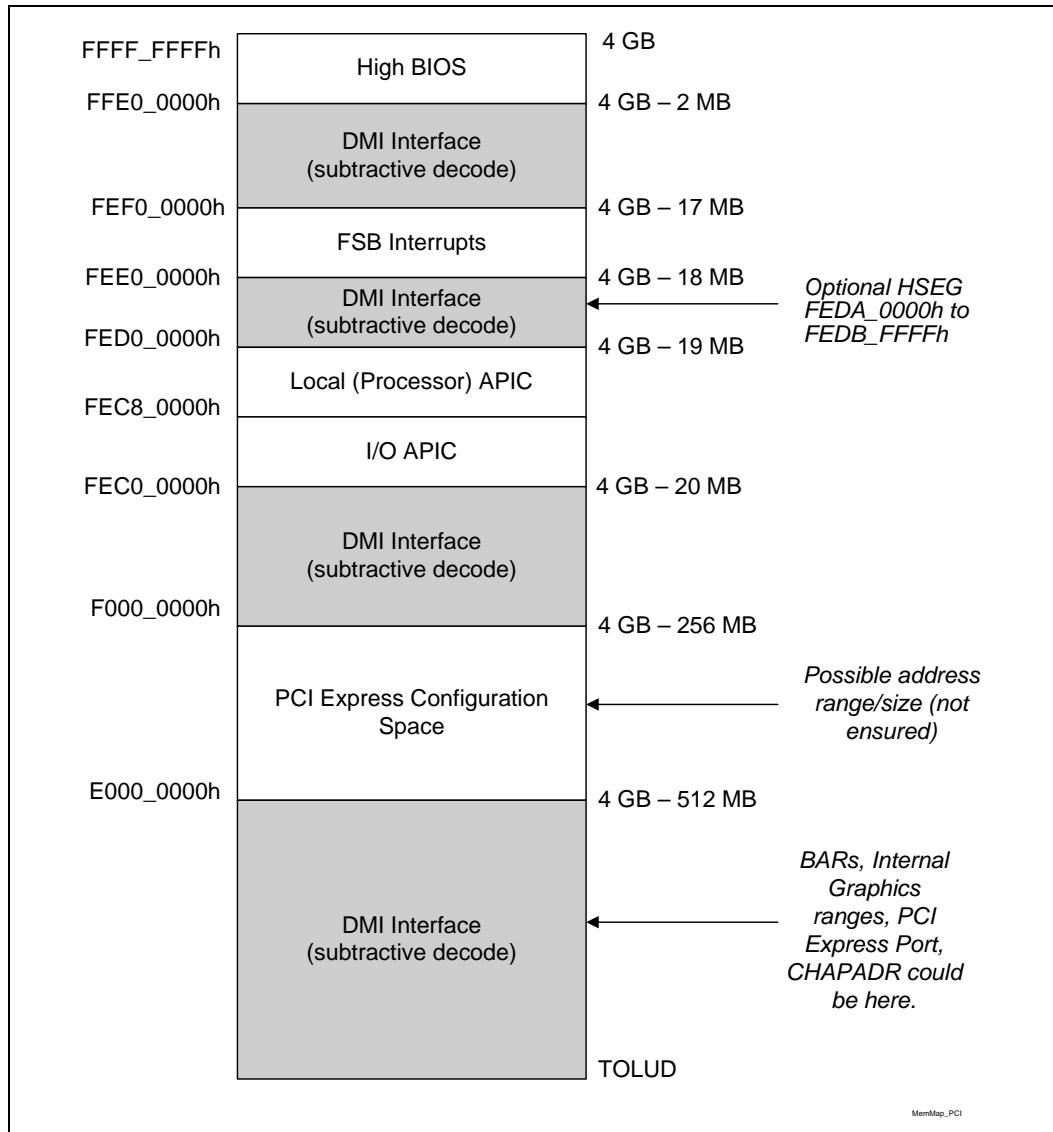 FFFF_FFFFh
4 GB
High BIOS
FFE0_0000h
4 GB – 2 MB
DMI Interface
(subtractive decode)
FEF0_0000h
4 GB – 17 MB
FSB Interrupts
FEE0_0000h
4 GB – 18 MB
DMI Interface
(subtractive decode)
Optional HSEG
FEDA_0000h to
FEDB_FFFFh
FED0_0000h
4 GB – 19 MB
Local (Processor) APIC
FEC8_0000h
I/O APIC
FEC0_0000h
4 GB – 20 MB
DMI Interface
(subtractive decode)
F000_0000h
4 GB – 256 MB
PCI Express Configuration
Space
Possible address
range/size (not
ensured)
E000_0000h
4 GB – 512 MB
DMI Interface
(subtractive decode)
BARs, Internal
Graphics
ranges, PCI
Express Port,
CHAPADR could
be here.
TOLUD
MemMap_PCI